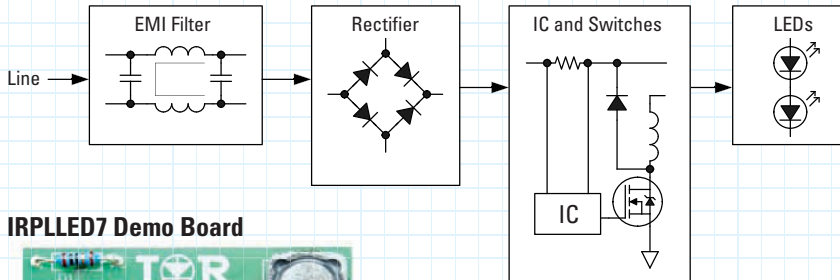 EMI Filter
Rectifier
IC and Switches
LEDs
Line
IC
IRPLLED7 Demo Board